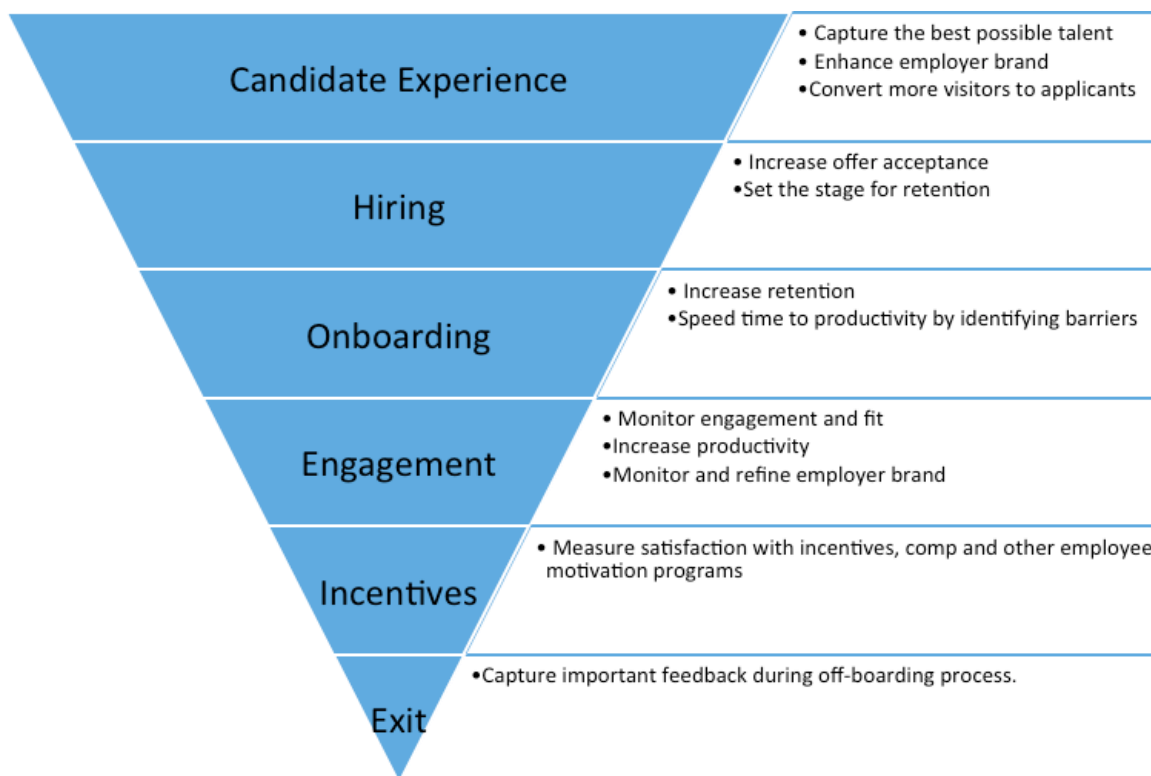 Candidate Experience
• Capture the best possible talent
• Enhance employer brand
•Convert more visitors to applicants
Hiring
• Increase offer acceptance
•Set the stage for retention
Onboarding
• Increase retention
•Speed time to productivity by identifying barriers
Engagement
• Monitor engagement and fit
•Increase productivity
•Monitor and refine employer brand
Incentives
• Measure satisfaction with incentives, comp and other employee
motivation programs
Exit
•Capture important feedback during off-boarding process.